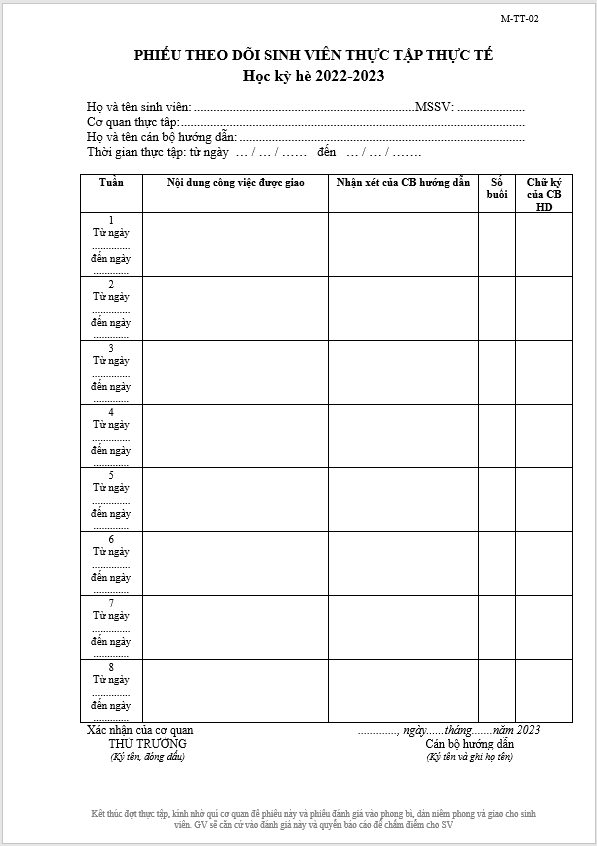 M-TT-02
PHIẾU THEO DÕI SINH VIÊN THỰC TẬP THỰC TẾ
Học kỳ hè 2022-2023
Họ và tên sinh viên: ......................................................................MSSV: .....................
Cơ quan thực tập:.............................................................................................................
Họ và tên cán bộ hướng dẫn: ..........................................................................................
Thời gian thực tập: từ ngày … / … / …… đến … / … / …….
Tuần Nội dung công việc được giao Nhận xét của CB hướng dẫn Số buổi Chữ ký của CB HD
1
Từ ngày
..............
đến ngày
.............
2
Từ ngày
..............
đến ngày
.............
3
Từ ngày
..............
đến ngày
.............
4
Từ ngày
..............
đến ngày
.............
5
Từ ngày
..............
đến ngày
.............
6
Từ ngày
..............
đến ngày
.............
7
Từ ngày
..............
đến ngày
.............
8
Từ ngày
..............
đến ngày
.............
Xác nhận của cơ quan
THỦ TRƯỞNG
(Ký tên, đóng dấu)
............., ngày......tháng.......năm 2023
Cán bộ hướng dẫn
(Ký tên và ghi họ tên)
Kết thúc đợt thực tập, kính nhờ quí cơ quan để phiếu này và phiếu đánh giá vào phong bì, dán niêm phong và giao cho sinh
viên. GV sẽ căn cứ vào đánh giá này và quyển báo cáo để chấm điểm cho SV